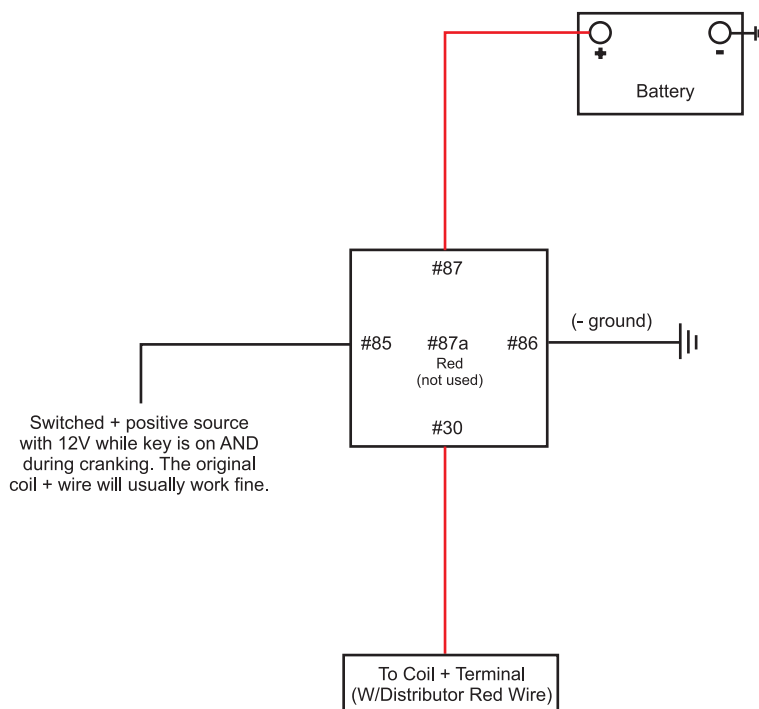 +
-
Battery
#87
(- ground)
#85
#87a
#86
Red
(not used)
#30
Switched + positive source
with 12V while key is on AND
during cranking. The original
coil + wire will usually work fine.
To Coil + Terminal
(W/Distributor Red Wire)